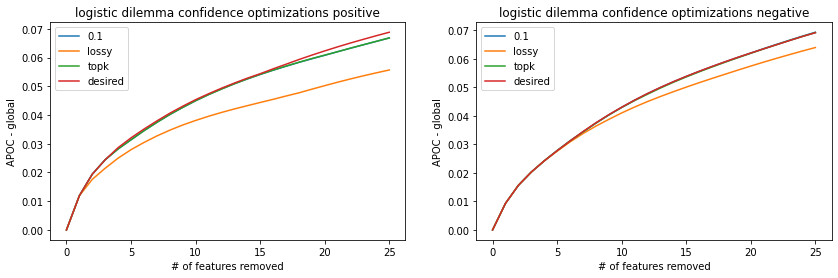 logistic dilemma confidence optimizations positive
0.07
0.06
0.05
0.04
0.03
0.02
0.01
0.00
APOC - global
0.1
lossy
topk
desired
0
5
10
15
20
25
# of features removed
logistic dilemma confidence optimizations negative
0.07
0.06
0.05
0.04
0.03
0.02
0.01
0.00
APOC - global
0.1
lossy
topk
desired
0
5
10
15
20
25
# of features removed